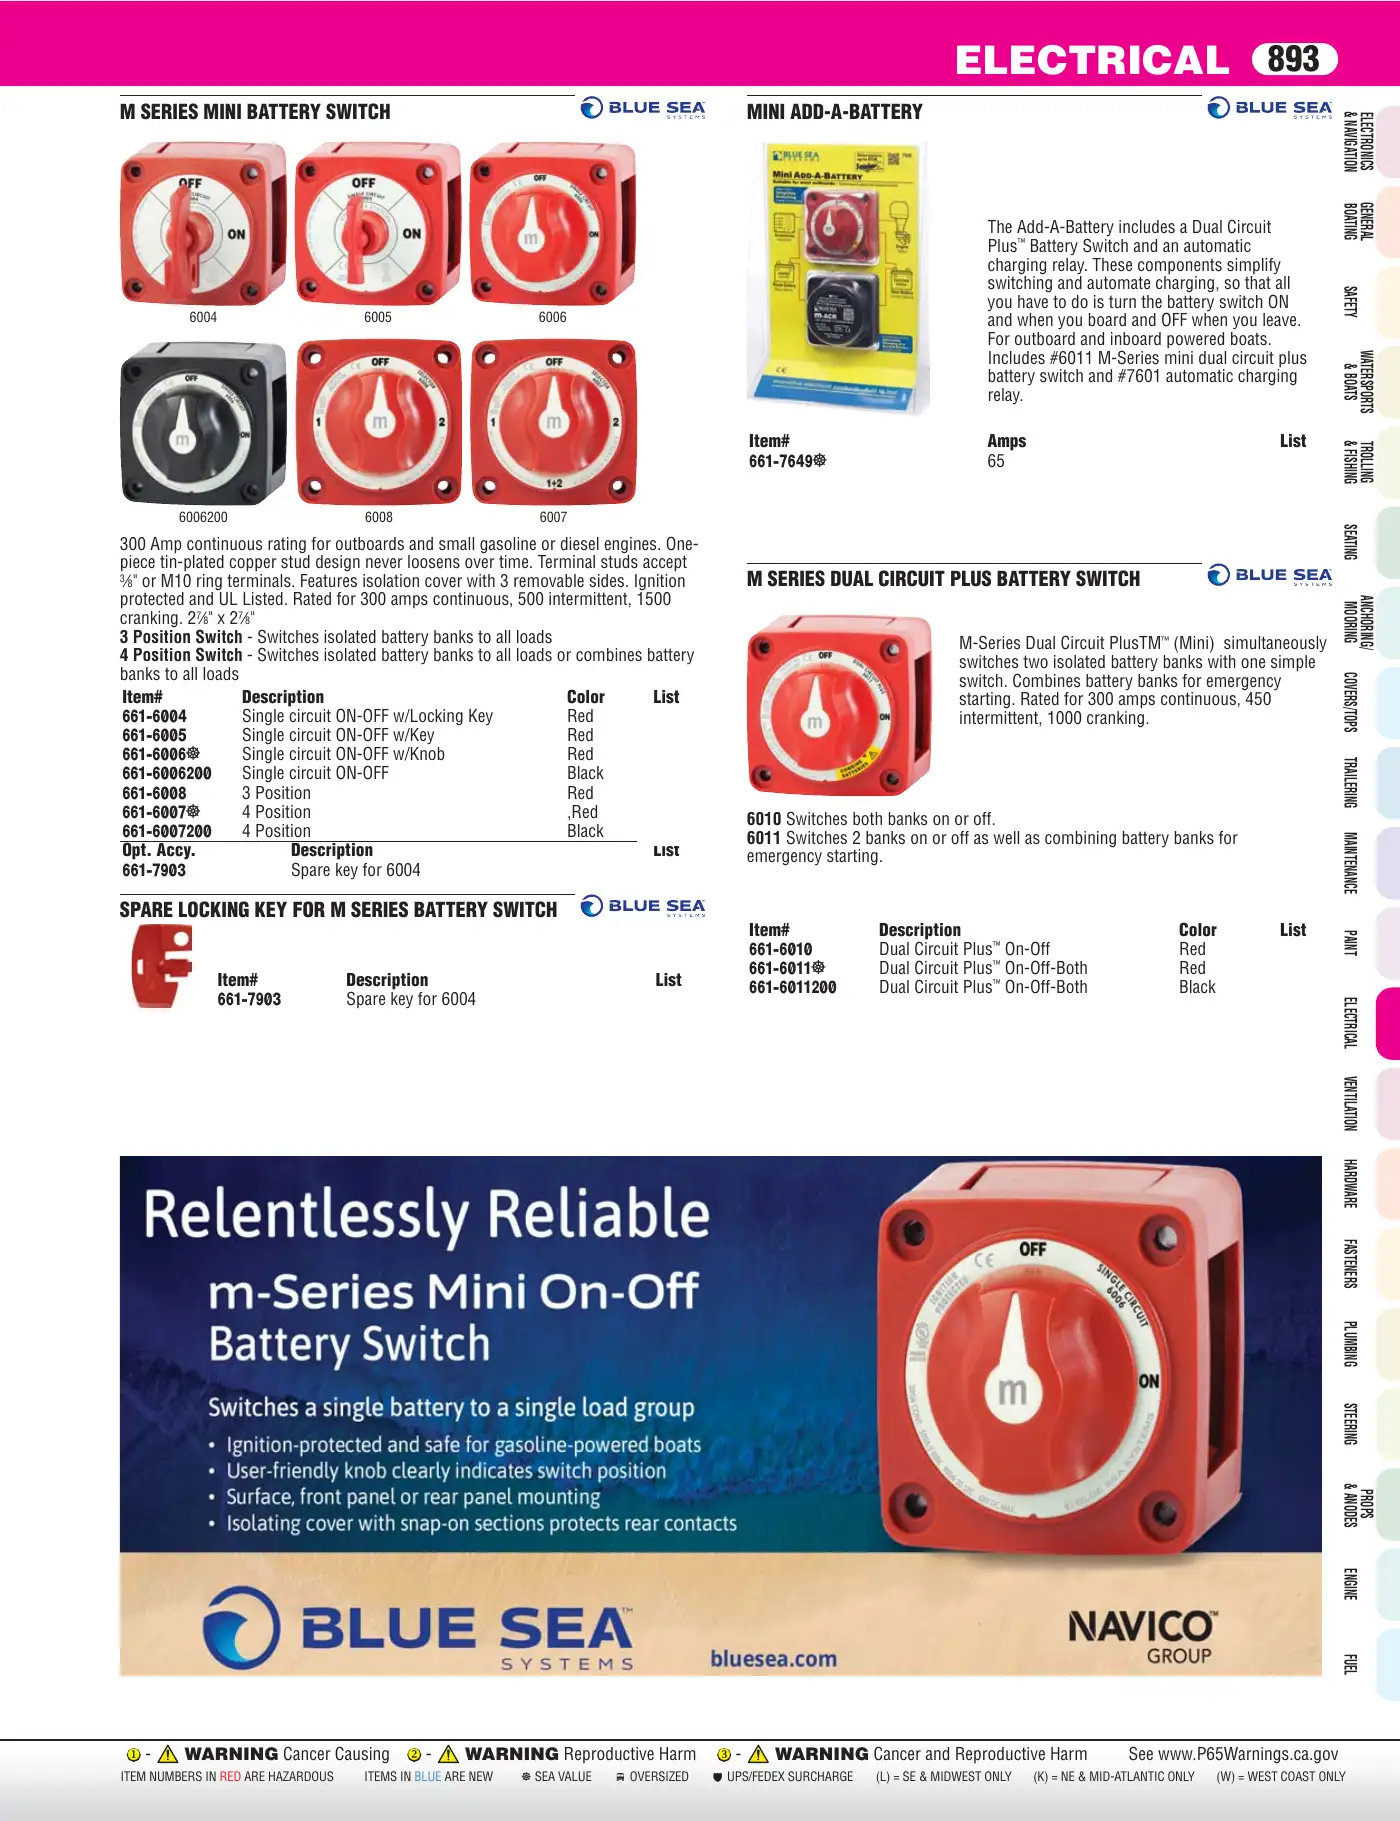 ELECTRICAL 893
M SERIES MINI BATTERY SWITCH
BLUE SEA
SYSTEMS
6004
6005
6006
6006200
6008
6007
300 Amp continuous rating for outboards and small gasoline or diesel engines. One-
piece tin-plated copper stud design never loosens over time. Terminal studs accept
⅜" or M10 ring terminals. Features isolation cover with 3 removable sides. Ignition
protected and UL Listed. Rated for 300 amps continuous, 500 intermittent, 1500
cranking. 2⅞" x 2⅞"
3 Position Switch - Switches isolated battery banks to all loads
4 Position Switch - Switches isolated battery banks to all loads or combines battery
banks to all loads
Item# Description Color List
661-6004 Single circuit ON-OFF w/Locking Key Red
661-6005 Single circuit ON-OFF w/Key Red
661-6006 Single circuit ON-OFF w/Knob Red
661-6006200 Single circuit ON-OFF Black
661-6008 3 Position Red
661-6007 4 Position ,Red
661-6007200 4 Position Black
Opt. Accy. Description List
661-7903 Spare key for 6004
SPARE LOCKING KEY FOR M SERIES BATTERY SWITCH
BLUE SEA
SYSTEMS
Item# Description List
661-7903 Spare key for 6004
MINI ADD-A-BATTERY
BLUE SEA
SYSTEMS
The Add-A-Battery includes a Dual Circuit
Plus™ Battery Switch and an automatic
charging relay. These components simplify
switching and automate charging, so that all
you have to do is turn the battery switch ON
and when you board and OFF when you leave.
For outboard and inboard powered boats.
Includes #6011 M-Series mini dual circuit plus
battery switch and #7601 automatic charging
relay.
Item# Amps List
661-7649 65
M SERIES DUAL CIRCUIT PLUS BATTERY SWITCH
BLUE SEA
SYSTEMS
M-Series Dual Circuit PlusTM™ (Mini) simultaneously
switches two isolated battery banks with one simple
switch. Combines battery banks for emergency
starting. Rated for 300 amps continuous, 450
intermittent, 1000 cranking.
6010 Switches both banks on or off.
6011 Switches 2 banks on or off as well as combining battery banks for
emergency starting.
Item# Description Color List
661-6010 Dual Circuit Plus™ On-Off Red
661-6011 Dual Circuit Plus™ On-Off-Both Red
661-6011200 Dual Circuit Plus™ On-Off-Both Black
Relentlessly Reliable
m-Series Mini On-Off
Battery Switch
Switches a single battery to a single load group
• Ignition-protected and safe for gasoline-powered boats
• User-friendly knob clearly indicates switch position
• Surface, front panel or rear panel mounting
• Isolating cover with snap-on sections protects rear contacts
OFF
SINGLE CIRCUIT
6006
ON
IGNITION
PROTECTED
m
BLUE SEA™
SYSTEMS
bluesea.com
NAVICO™
GROUP
ELECTRONICS
& NAVIGATION
GENERAL
BOATING
SAFETY
WATERSPORTS
& BOATS
TROLLING
& FISHING
SEATING
ANCHORING/
MOORING
COVERS/TOPS
TRAILERING
MAINTENANCE
PAINT
ELECTRICAL
VENTILATION
HARDWARE
FASTENERS
PLUMBING
STEERING
PROPS
& ANODES
ENGINE
FUEL
1 - WARNING Cancer Causing 2 - WARNING Reproductive Harm 3 - WARNING Cancer and Reproductive Harm See www.P65Warnings.ca.gov
ITEM NUMBERS IN RED ARE HAZARDOUS ITEMS IN BLUE ARE NEW SEA VALUE OVERSIZED UPS/FEDEX SURCHARGE (L) = SE & MIDWEST ONLY (K) = NE & MID-ATLANTIC ONLY (W) = WEST COAST ONLY